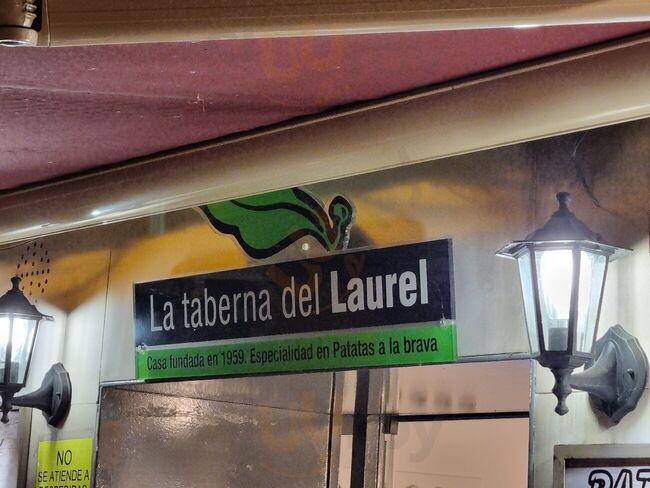 La taberna del Laurel
Casa fundada en 1959. Especialidad en Patatas a la brava
NO
SE ATIENDE A